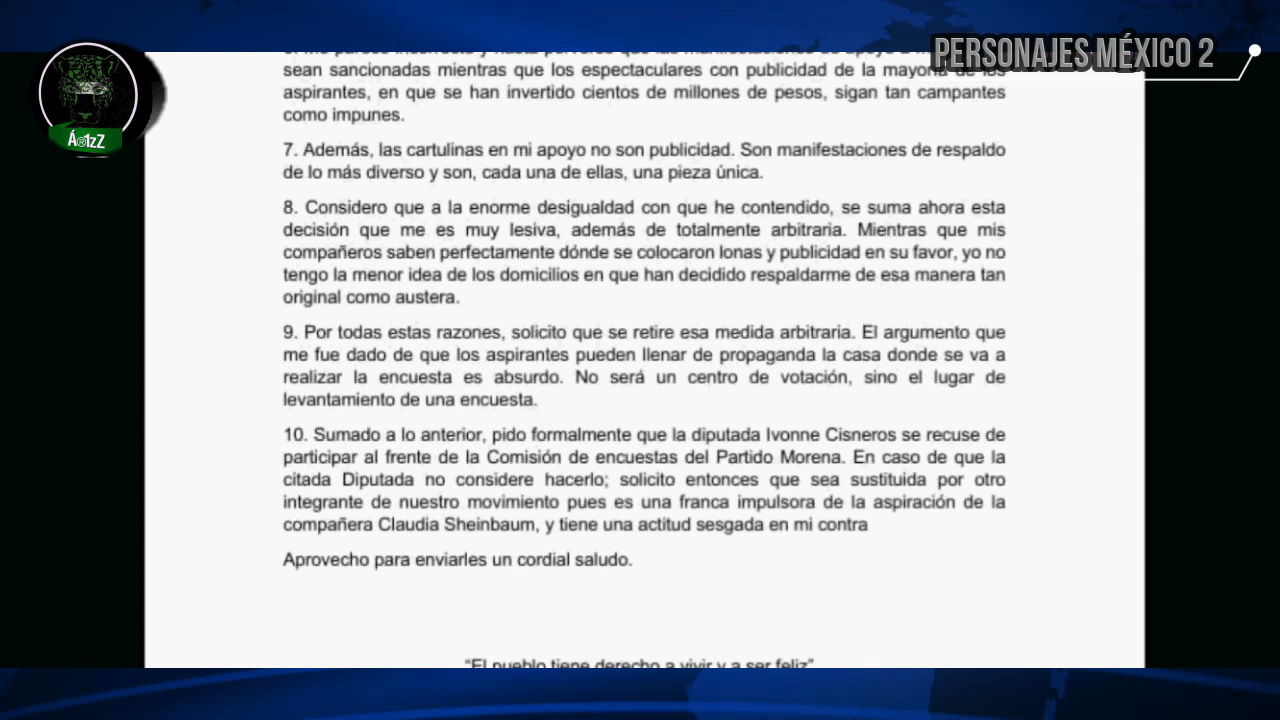 PERSONAJES MÉXICO 2
Á®1zZ
sean sancionadas mientras que los espectaculares con publicidad de la mayoría de los
aspirantes, en que se han invertido cientos de millones de pesos, sigan tan campantes
como impunes.
7. Además, las cartulinas en mi apoyo no son publicidad. Son manifestaciones de respaldo
de lo más diverso y son, cada una de ellas, una pieza única.
8. Considero que a la enorme desigualdad con que he contendido, se suma ahora esta
decisión que me es muy lesiva, además de totalmente arbitraria. Mientras que mis
compañeros saben perfectamente dónde se colocaron lonas y publicidad en su favor, yo no
tengo la menor idea de los domicilios en que han decidido respaldarme de esa manera tan
original como austera.
9. Por todas estas razones, solicito que se retire esa medida arbitraria. El argumento que
me fue dado de que los aspirantes pueden llenar de propaganda la casa donde se va a
realizar la encuesta es absurdo. No será un centro de votación, sino el lugar de
levantamiento de una encuesta.
10. Sumado a lo anterior, pido formalmente que la diputada Ivonne Cisneros se recuse de
participar al frente de la Comisión de encuestas del Partido Morena. En caso de que la
citada Diputada no considere hacerlo; solicito entonces que sea sustituida por otro
integrante de nuestro movimiento pues es una franca impulsora de la aspiración de la
compañera Claudia Sheinbaum, y tiene una actitud sesgada en mi contra
Aprovecho para enviarles un cordial saludo.
"El pueblo tiene derecho a vivir y a ser feliz"